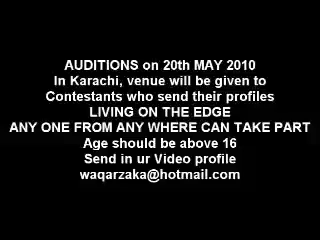 AUDITIONS on 20th MAY 2010
In Karachi, venue will be given to
Contestants who send their profiles
LIVING ON THE EDGE
ANY ONE FROM ANY WHERE CAN TAKE PART
Age should be above 16
Send in ur Video profile
waqarzaka@hotmail.com